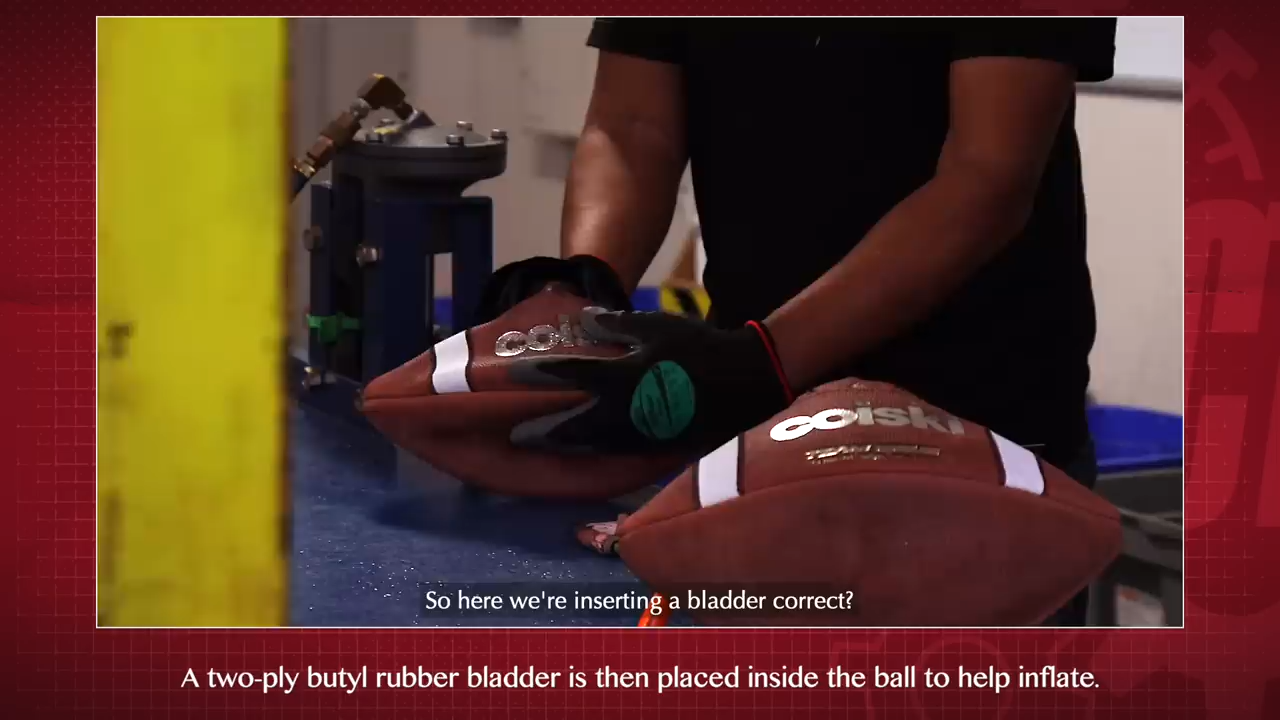 coiski
So here we're inserting a bladder correct?
A two-ply butyl rubber bladder is then placed inside the ball to help inflate.